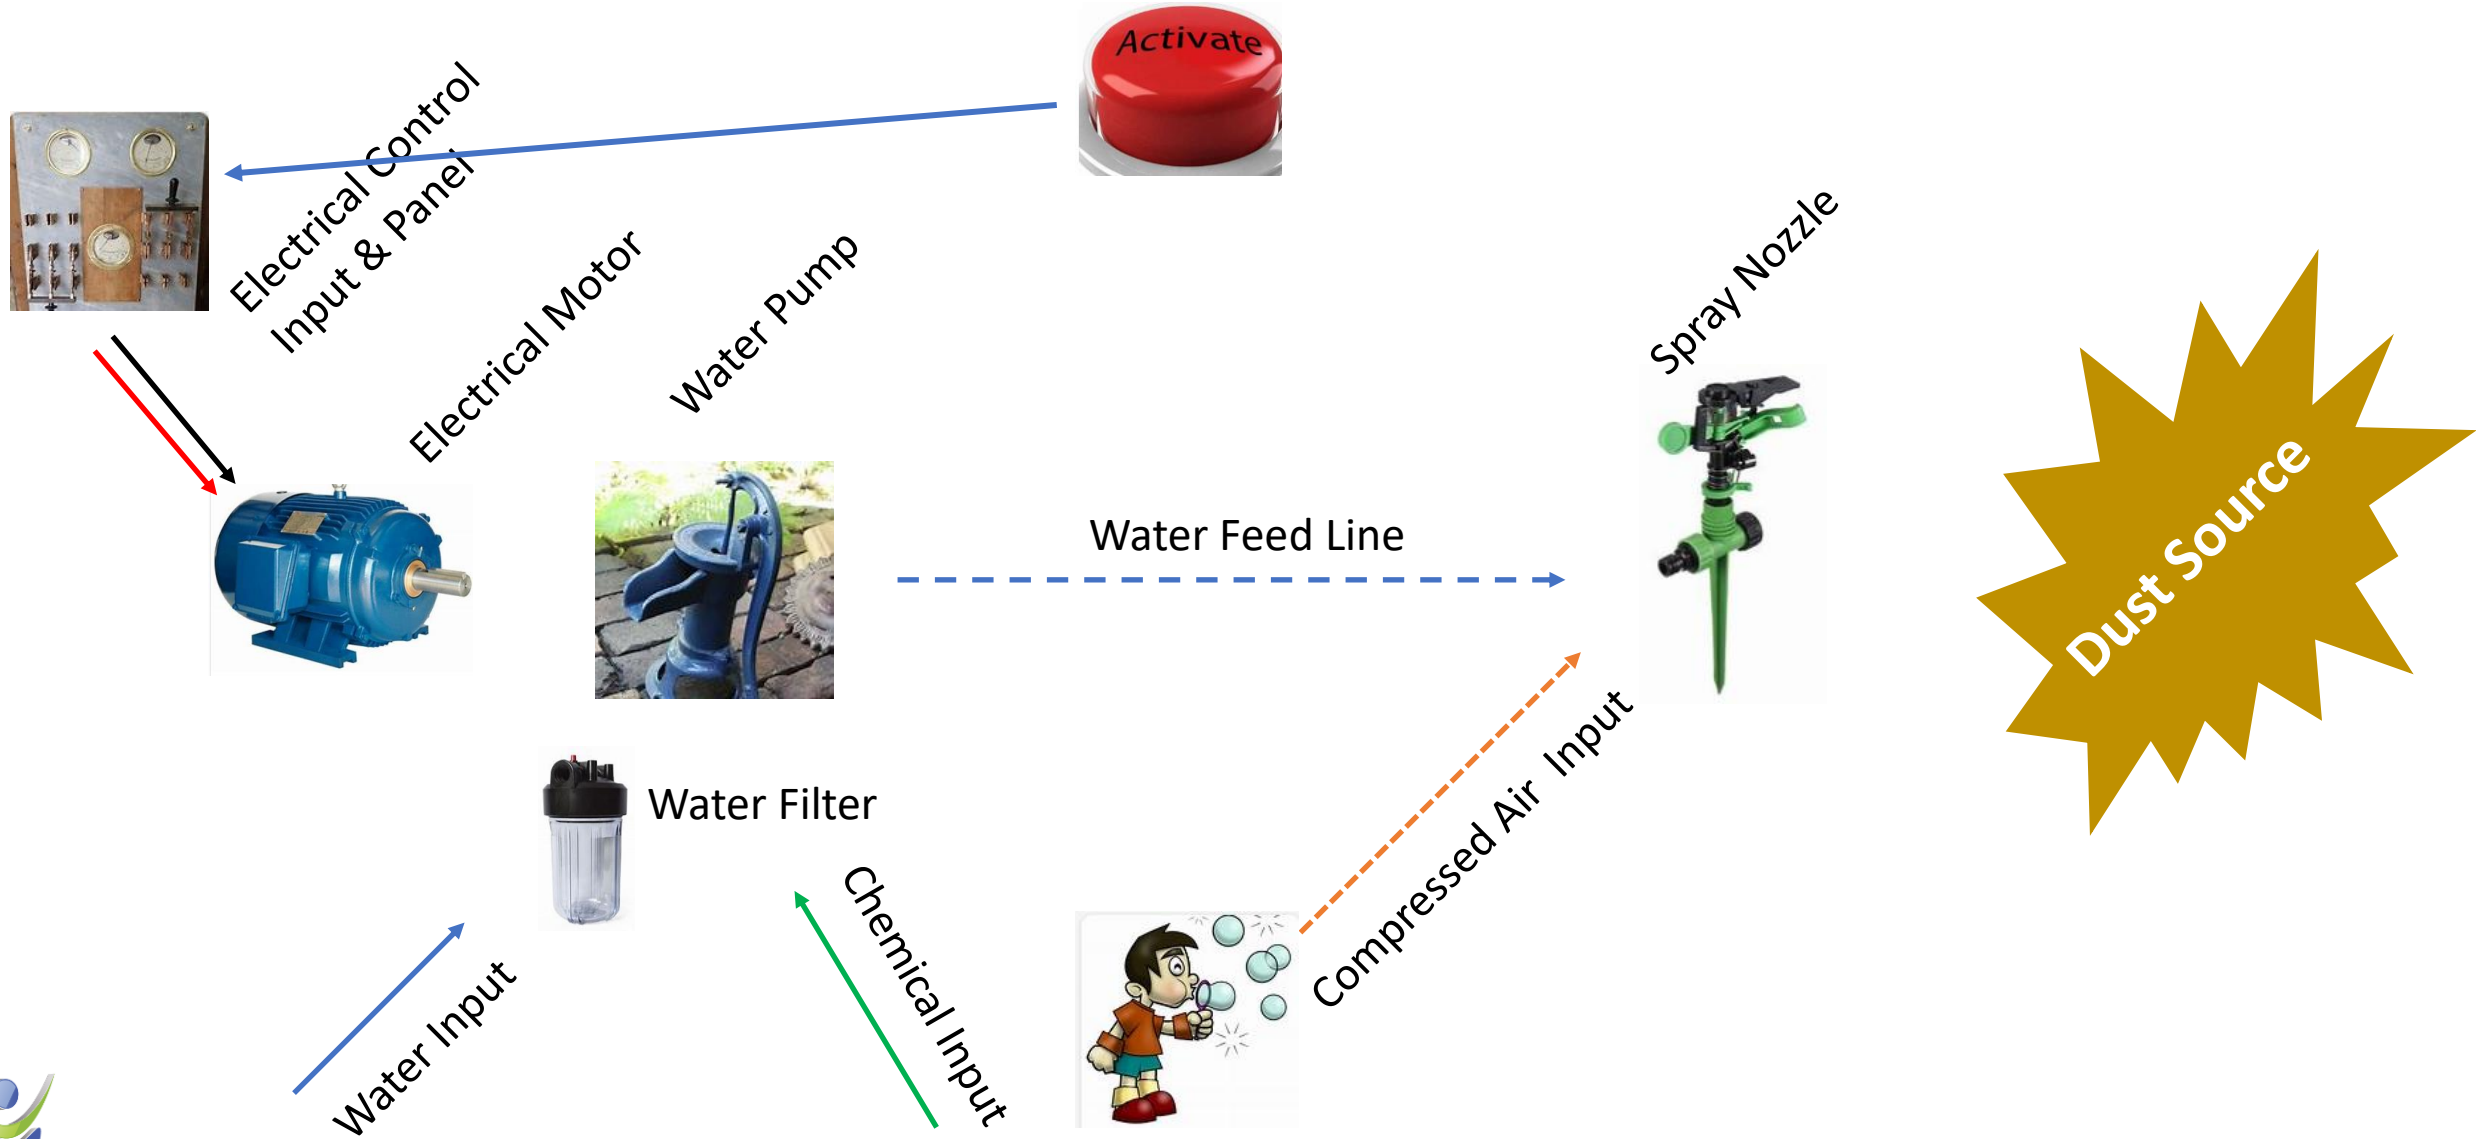 Activate
Electrical Control
Input & Panel
Electrical Motor
Water Pump
Spray Nozzle
Water Feed Line
Dust Source
Water Filter
Compressed Air Input
Chemical Input
Water Input